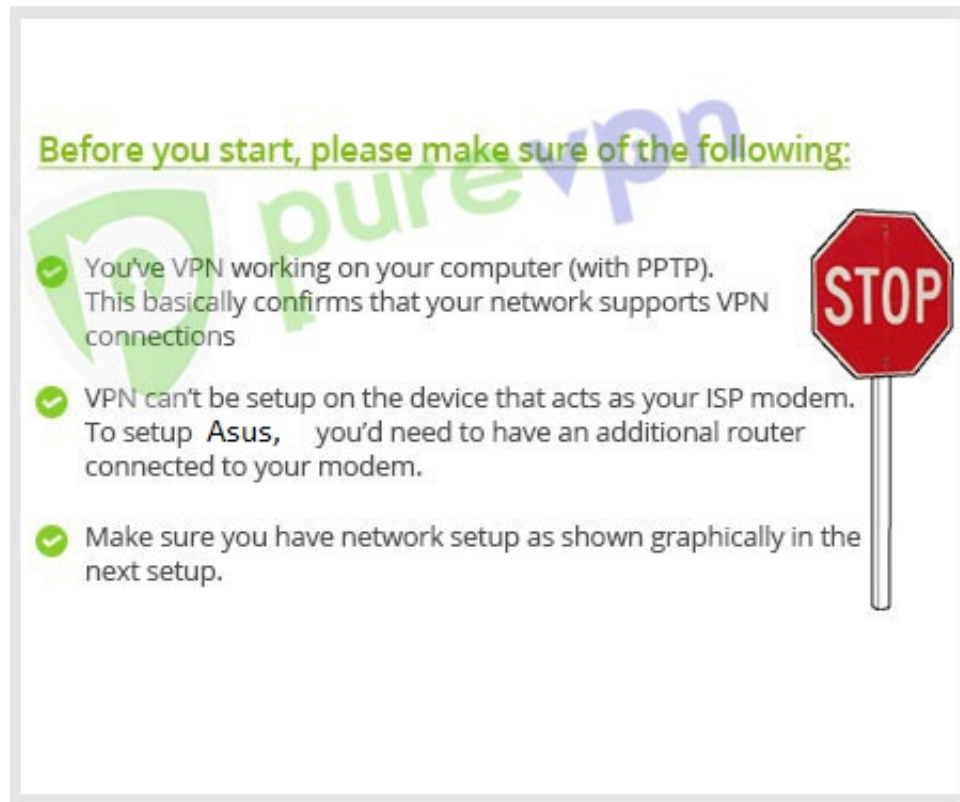 Before you start, please make sure of the following:
purevpn
You've VPN working on your computer (with PPTP).
This basically confirms that your network supports VPN
connections
STOP
VPN can't be setup on the device that acts as your ISP modem.
To setup Asus, you'd need to have an additional router
connected to your modem.
Make sure you have network setup as shown graphically in the
next setup.